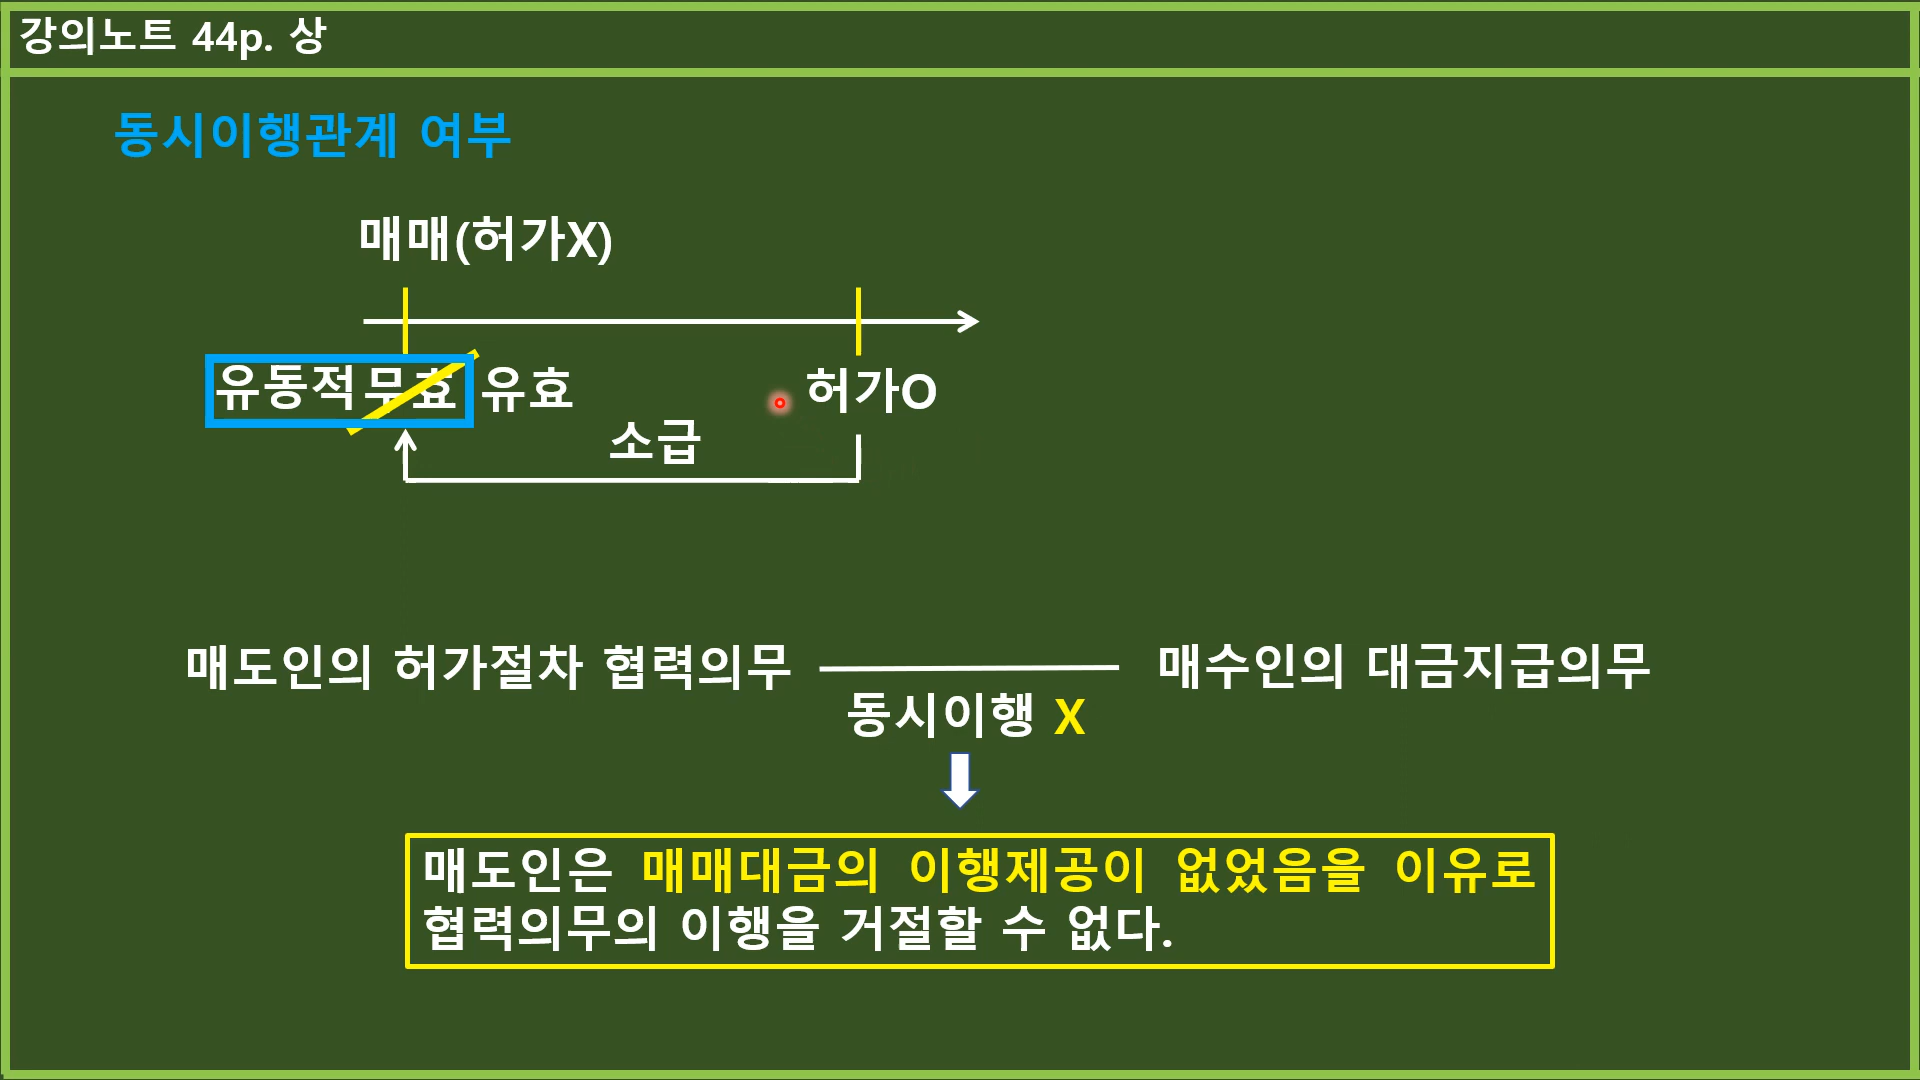 강의노트 44p. 상
동시이행관계 여부
매매(허가X)
유동적무효 유효
허가O
소급
매도인의 허가절차 협력의무
매수인의 대금지급의무
동시이행 X
매도인은 매매대금의 이행제공이 없었음을 이유로
협력의무의 이행을 거절할 수 없다.